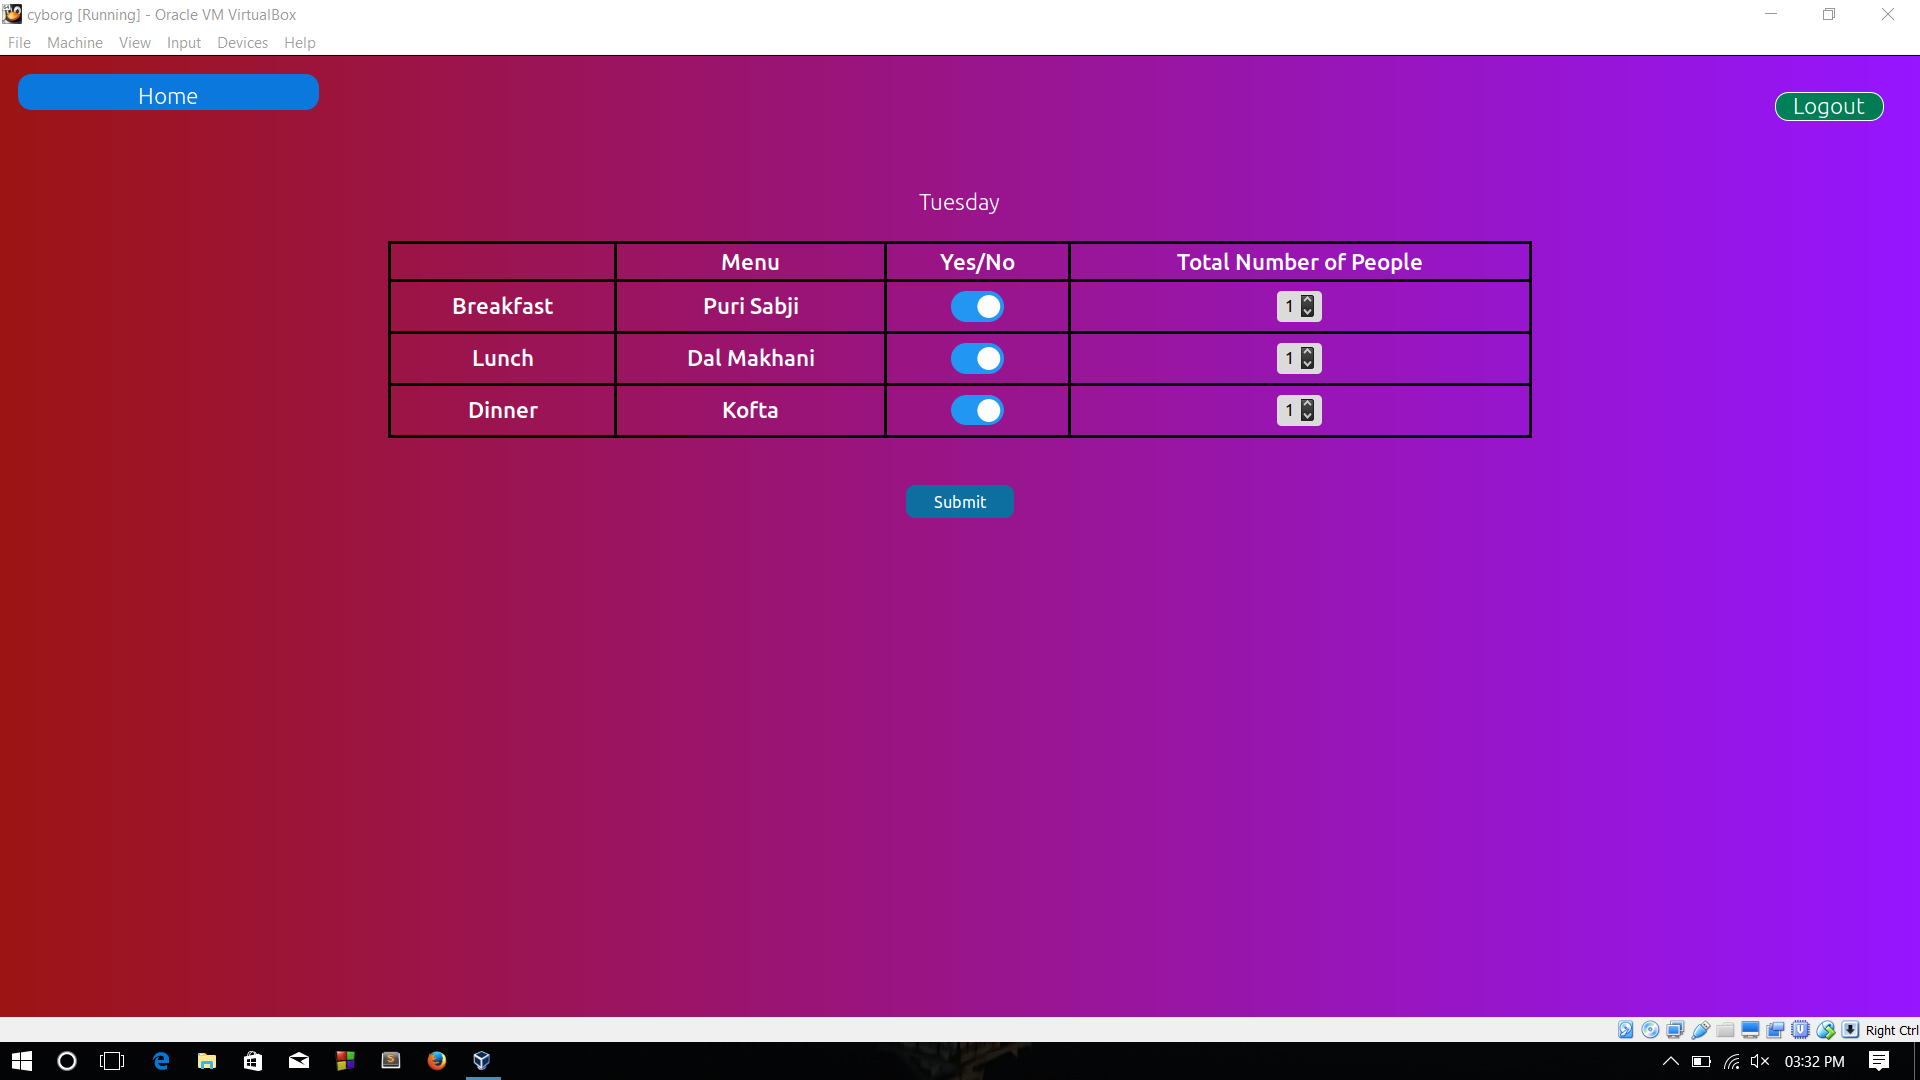 cyborg [Running] - Oracle VM VirtualBox
File Machine View Input Devices Help
Home
Logout
Tuesday
Menu Yes/No Total Number of People
Breakfast Puri Sabji 1
Lunch Dal Makhani 1
Dinner Kofta 1
Submit
Right Ctrl
03:32 PM